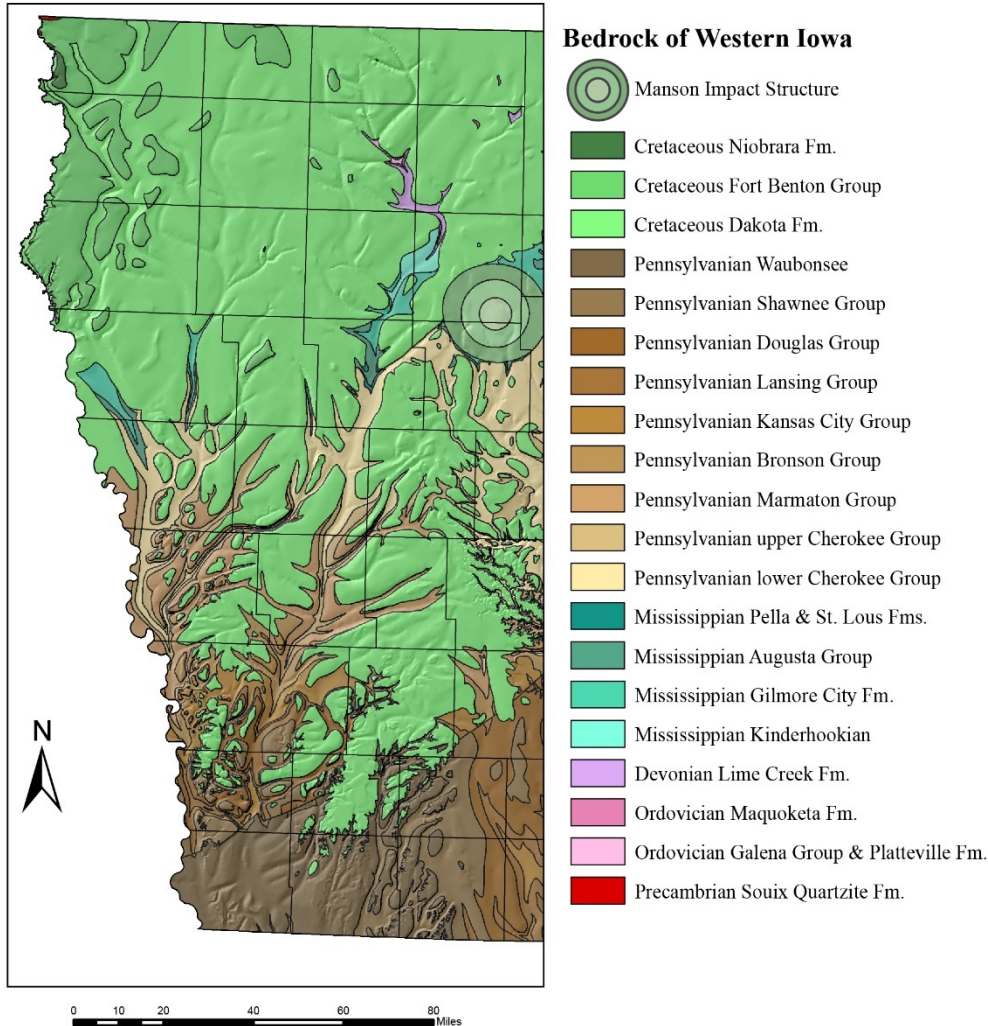 Bedrock of Western Iowa
Manson Impact Structure
Cretaceous Niobrara Fm.
Cretaceous Fort Benton Group
Cretaceous Dakota Fm.
Pennsylvanian Waubonsee
Pennsylvanian Shawnee Group
Pennsylvanian Douglas Group
Pennsylvanian Lansing Group
Pennsylvanian Kansas City Group
Pennsylvanian Bronson Group
Pennsylvanian Marmaton Group
Pennsylvanian upper Cherokee Group
Pennsylvanian lower Cherokee Group
Mississippian Pella & St. Lous Fms.
Mississippian Augusta Group
Mississippian Gilmore City Fm.
Mississippian Kinderhookian
Devonian Lime Creek Fm.
Ordovician Maquoketa Fm.
Ordovician Galena Group & Platteville Fm.
Precambrian Souix Quartzite Fm.
N
0 10 20 40 60 80
Miles